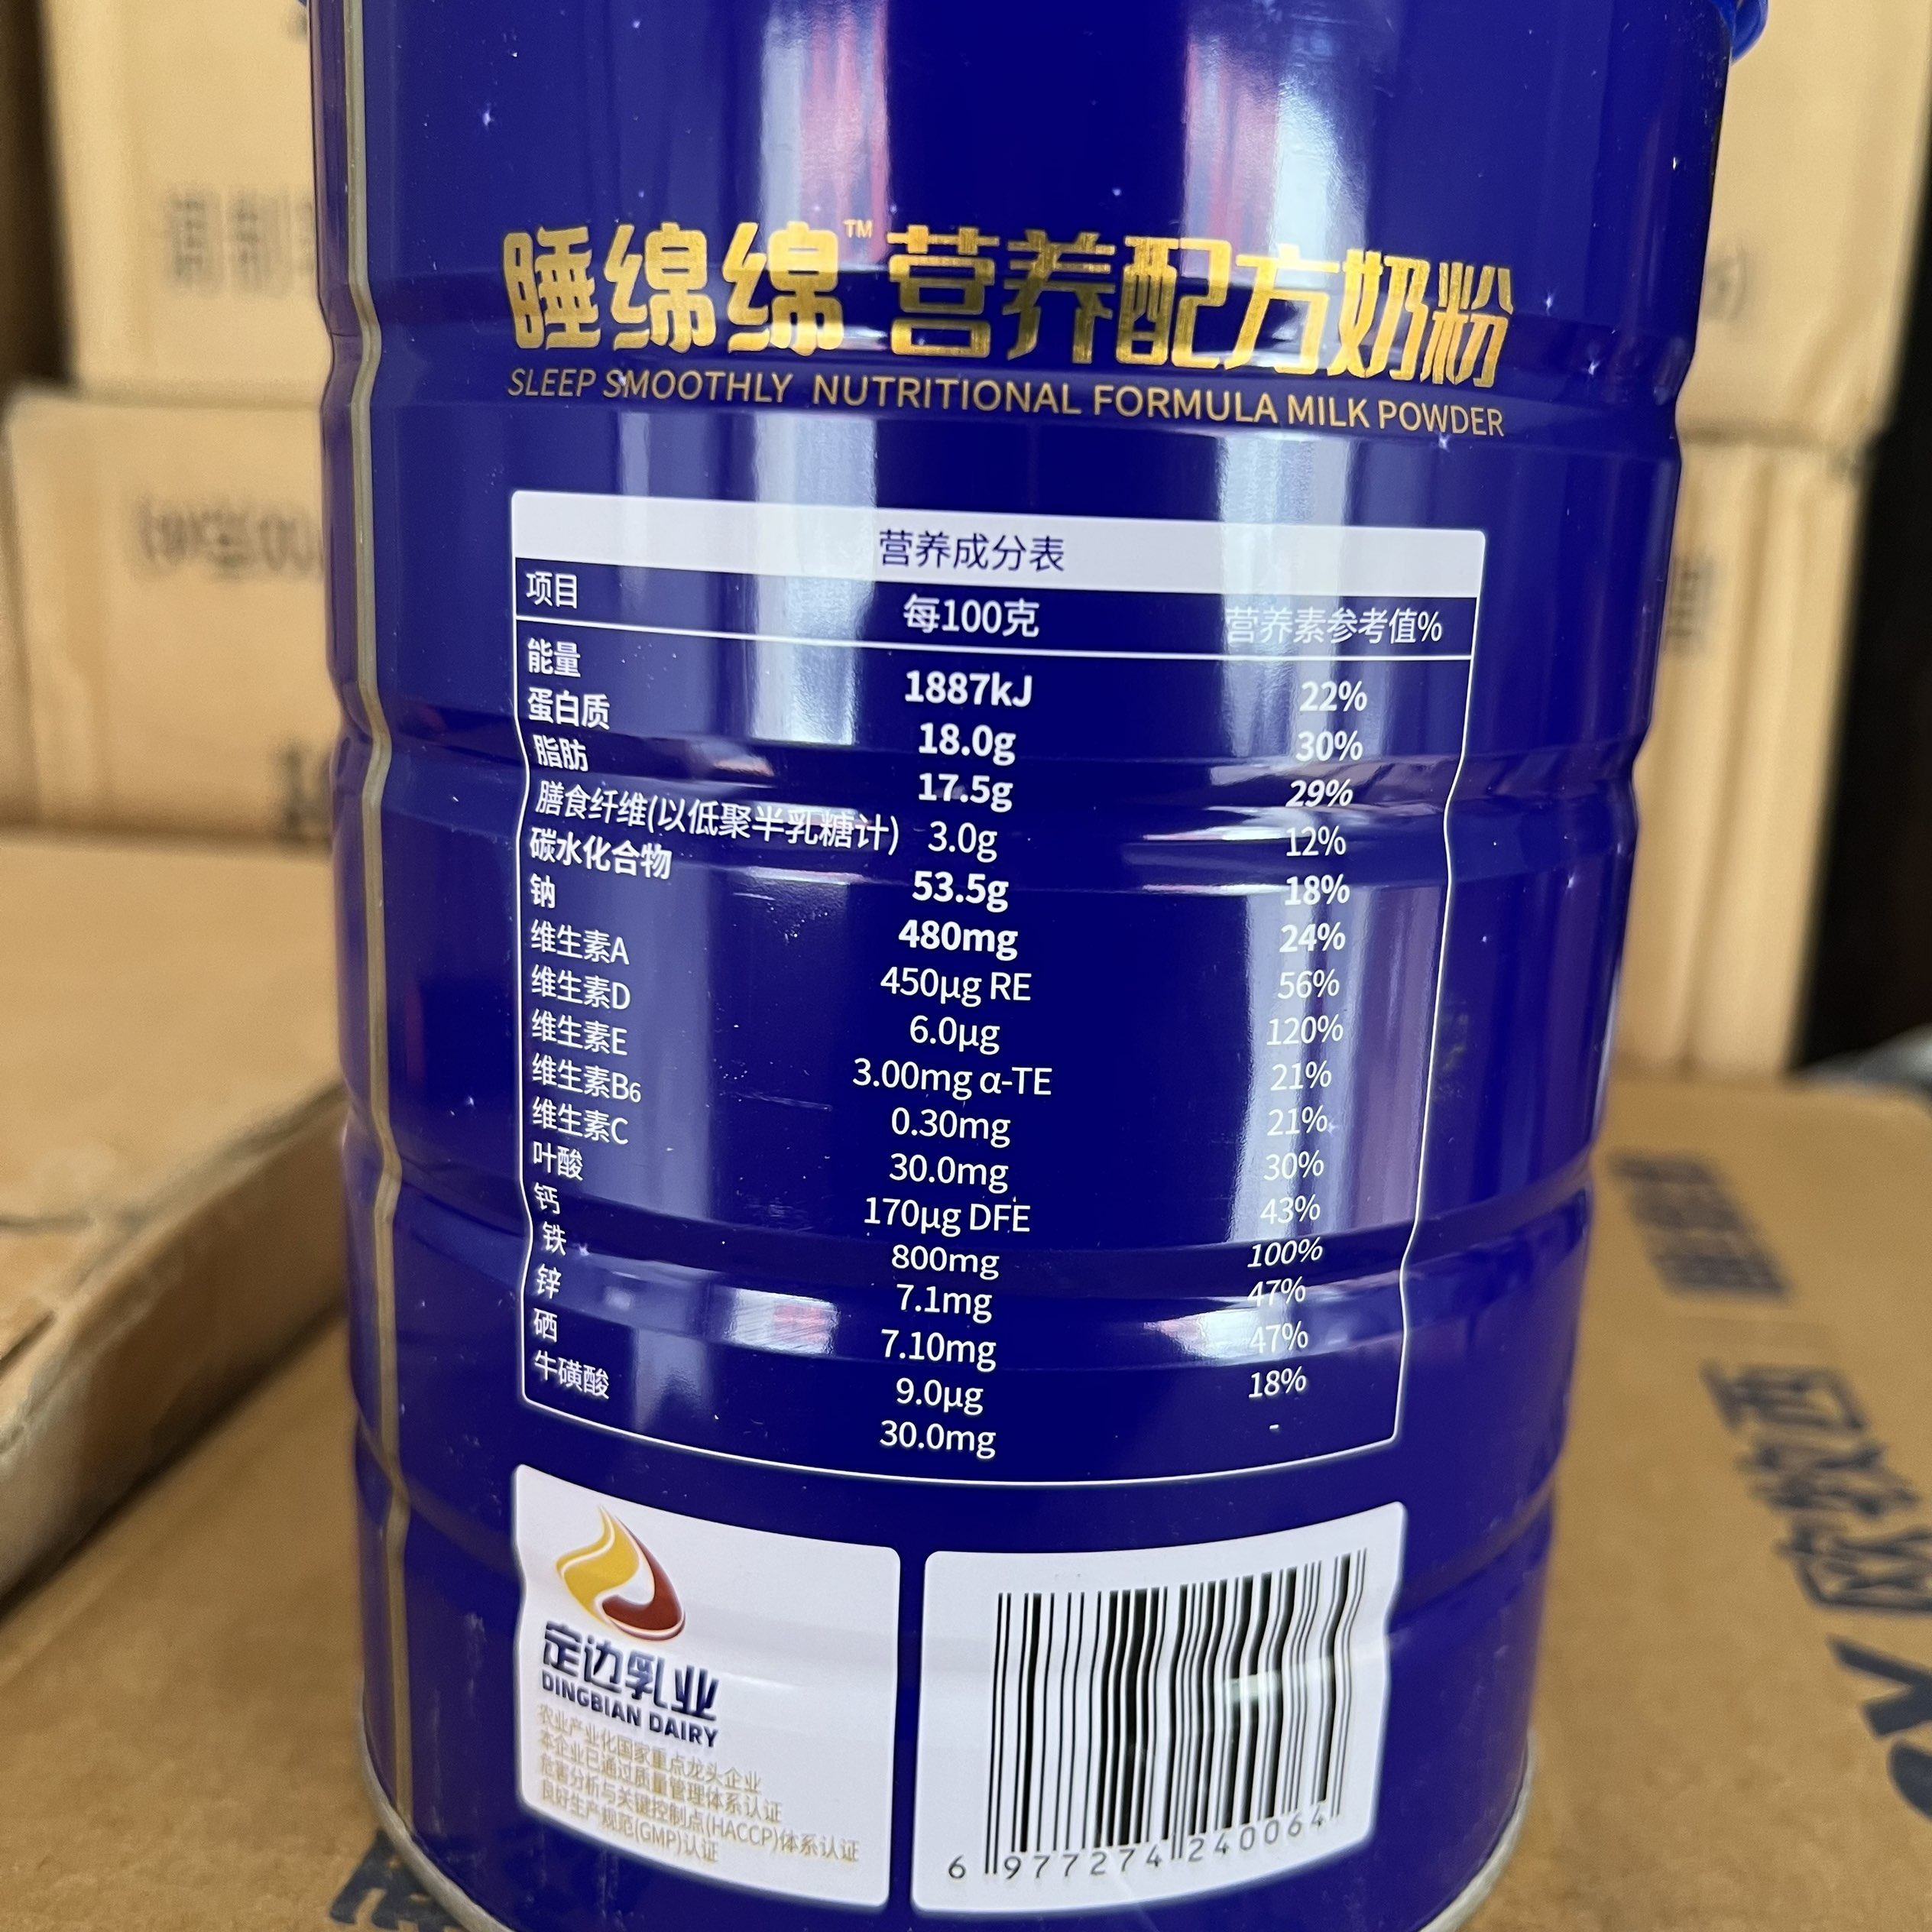 睡绵绵™ 营养配方奶粉
SLEEP SMOOTHLY NUTRITIONAL FORMULA MILK POWDER
营养成分表
项目 每100克 营养素参考值%
能量 1887kJ 22%
蛋白质 18.0g 30%
脂肪 17.5g 29%
膳食纤维(以低聚半乳糖计) 3.0g 12%
碳水化合物 53.5g 18%
钠 480mg 24%
维生素A 450µg RE 56%
维生素D 6.0µg 120%
维生素E 3.00mg α-TE 21%
维生素B6 0.30mg 21%
维生素C 30.0mg 30%
叶酸 170µg DFE 43%
钙 800mg 100%
铁 7.1mg 47%
锌 7.10mg 47%
硒 9.0µg 18%
牛磺酸 30.0mg -
定边乳业
DINGBIAN DAIRY
农业产业化国家重点龙头企业
本企业已通过质量管理体系认证
危害分析与关键控制点(HACCP)体系认证
良好生产规范(GMP)认证
6 977274 240064
调制